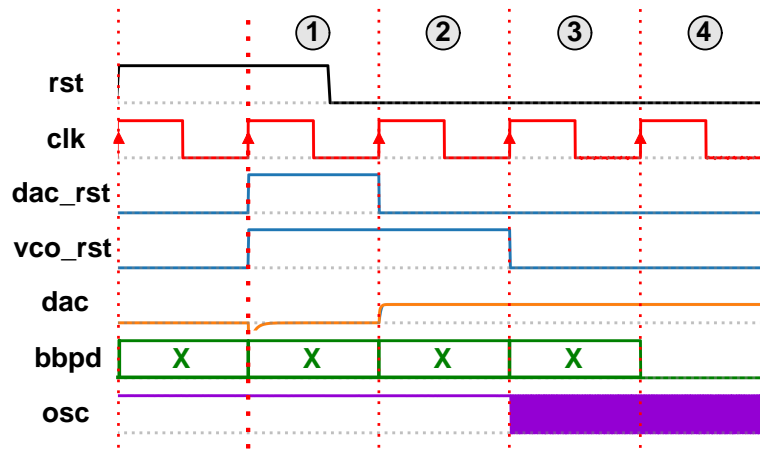 1 2 3 4
rst
clk
dac_rst
vco_rst
dac
bbpd X X X X
osc